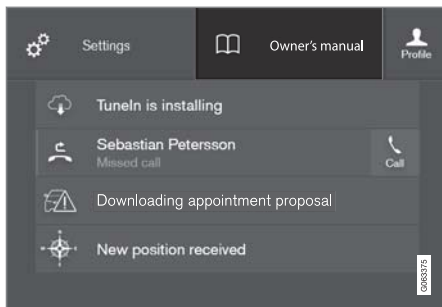 Settings
Owner's manual
Profile
TuneIn is installing
Sebastian Petersson
Missed call
Call
Downloading appointment proposal
New position received
G063375